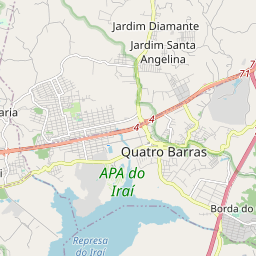 Jardim Diamante
Jardim Santa
Angelina
71
71
aria
4
4
Quatro Barras
i
APA do
Iraí
Borda do
Represa
do Iraí